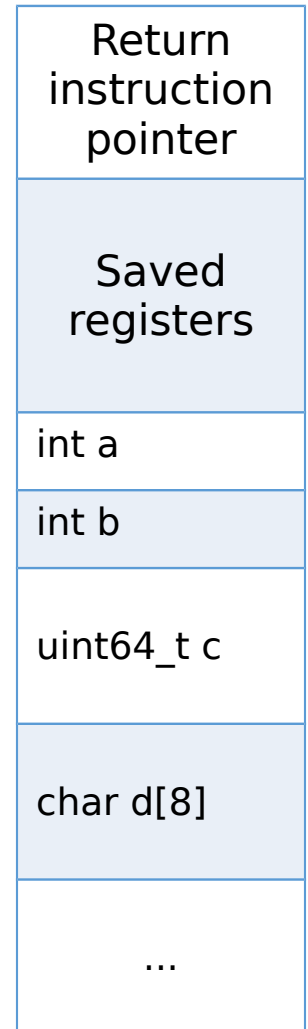 Return
instruction
pointer
Saved
registers
int a
int b
uint64_t c
char d[8]
...